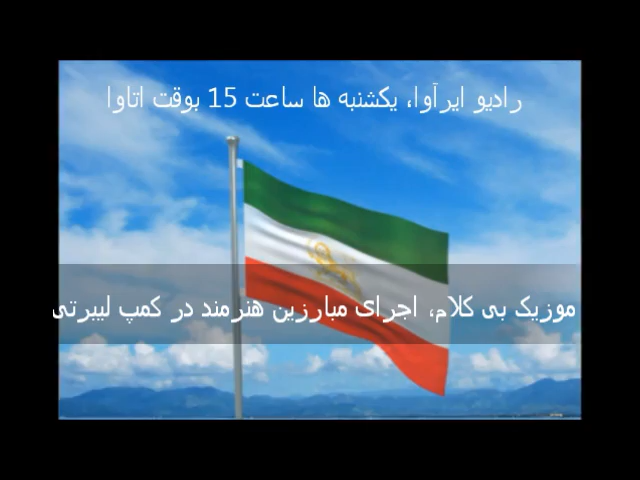 رادیو ایرآوا، یکشنبه ها ساعت 15 بوقت اتاوا
موزیک بی کلام، اجرای مبارزین هنرمند در کمپ لیبرتی